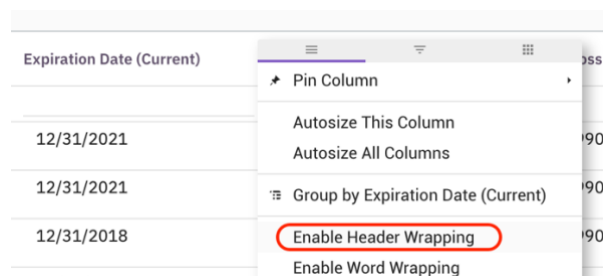 Expiration Date (Current)
Pin Column
12/31/2021
Autosize This Column
Autosize All Columns
12/31/2021
Group by Expiration Date (Current)
12/31/2018
Enable Header Wrapping
Enable Word Wrapping